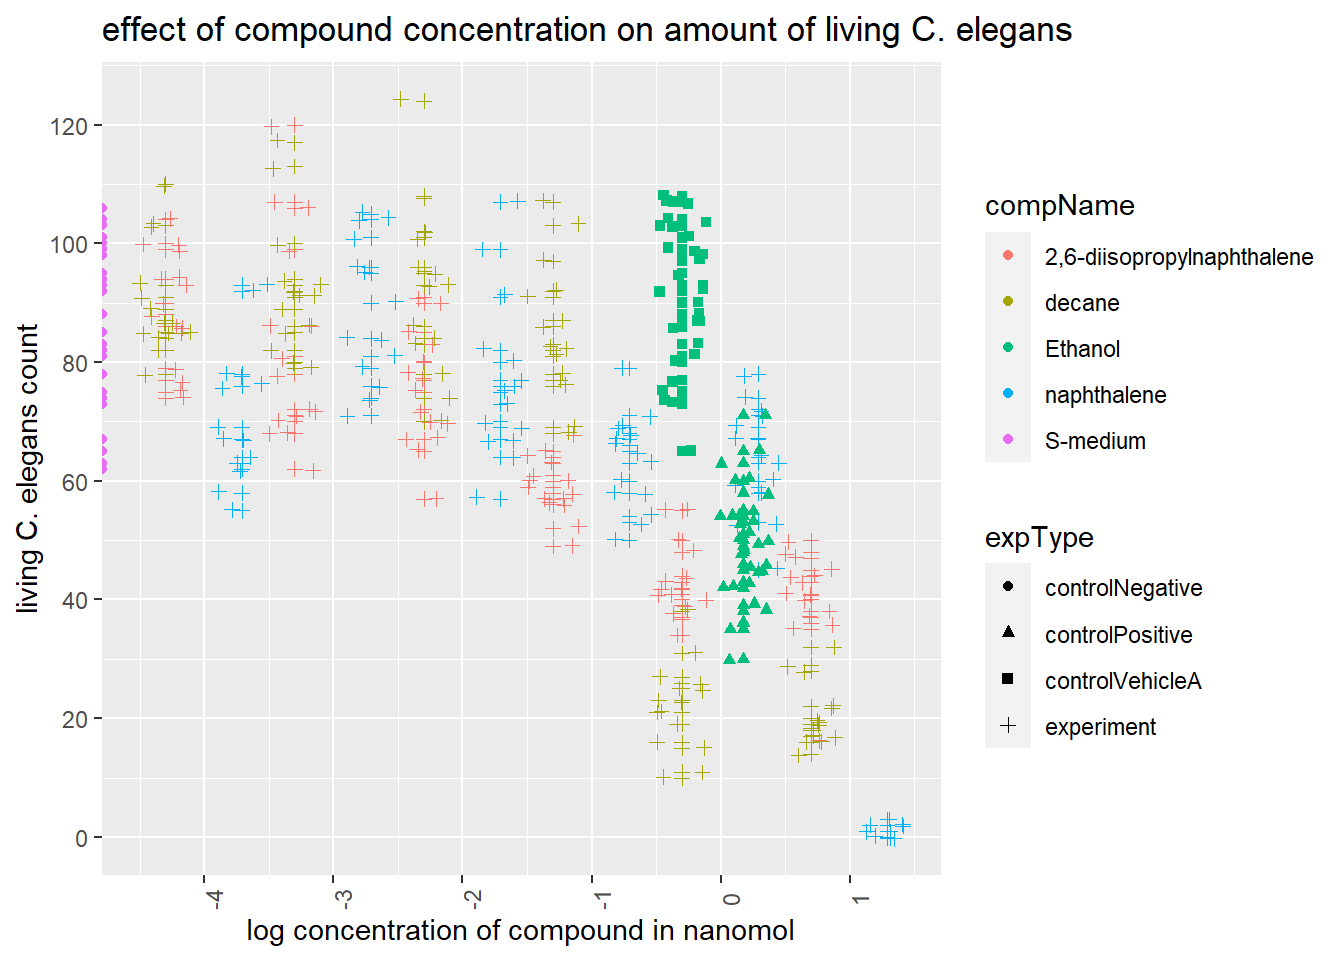 effect of compound concentration on amount of living C. elegans
living C. elegans count
120
100
80
60
40
20
0
-4
-3
-2
-1
0
1
log concentration of compound in nanomol
compName
2,6-diisopropylnaphthalene
decane
Ethanol
naphthalene
S-medium
expType
controlNegative
controlPositive
controlVehicleA
experiment